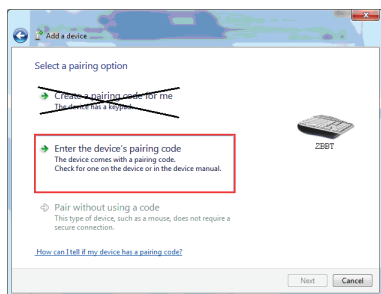 Add a device
Select a pairing option
Create a pairing code for me
The device has a keypad.
Enter the device's pairing code
The device comes with a pairing code.
Check for one on the device or in the device manual.
ZBBT
Pair without using a code
This type of device, such as a mouse, does not require a
secure connection.
How can I tell if my device has a pairing code?
Next
Cancel